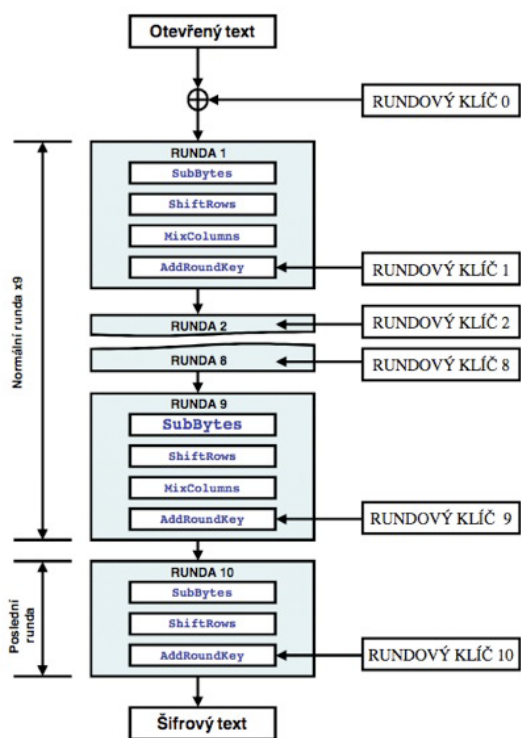 Otevřený text
RUNDOVÝ KLÍČ 0
RUNDA 1
SubBytes
ShiftRows
MixColumns
AddRoundKey
RUNDOVÝ KLÍČ 1
RUNDA 2
RUNDOVÝ KLÍČ 2
RUNDA 8
RUNDOVÝ KLÍČ 8
Normální runda x9
RUNDA 9
SubBytes
ShiftRows
MixColumns
AddRoundKey
RUNDOVÝ KLÍČ 9
RUNDA 10
SubBytes
ShiftRows
AddRoundKey
RUNDOVÝ KLÍČ 10
Poslední
runda
Šifrový text